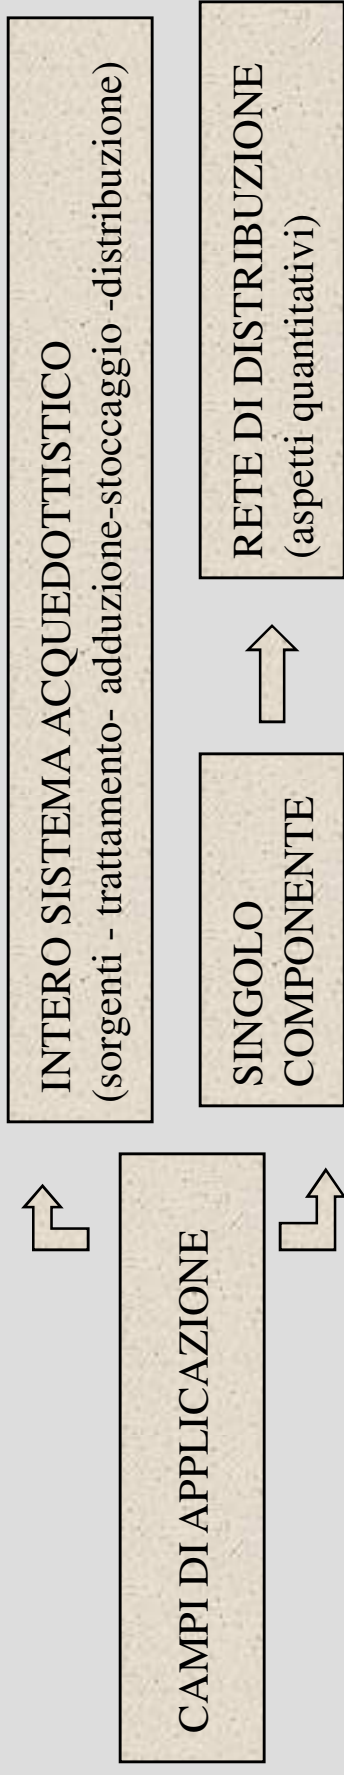 CAMPI DI APPLICAZIONE
INTERO SISTEMA ACQUEDOTTISTICO
(sorgenti - trattamento- adduzione-stoccaggio -distribuzione)
SINGOLO
COMPONENTE
RETE DI DISTRIBUZIONE
(aspetti quantitativi)